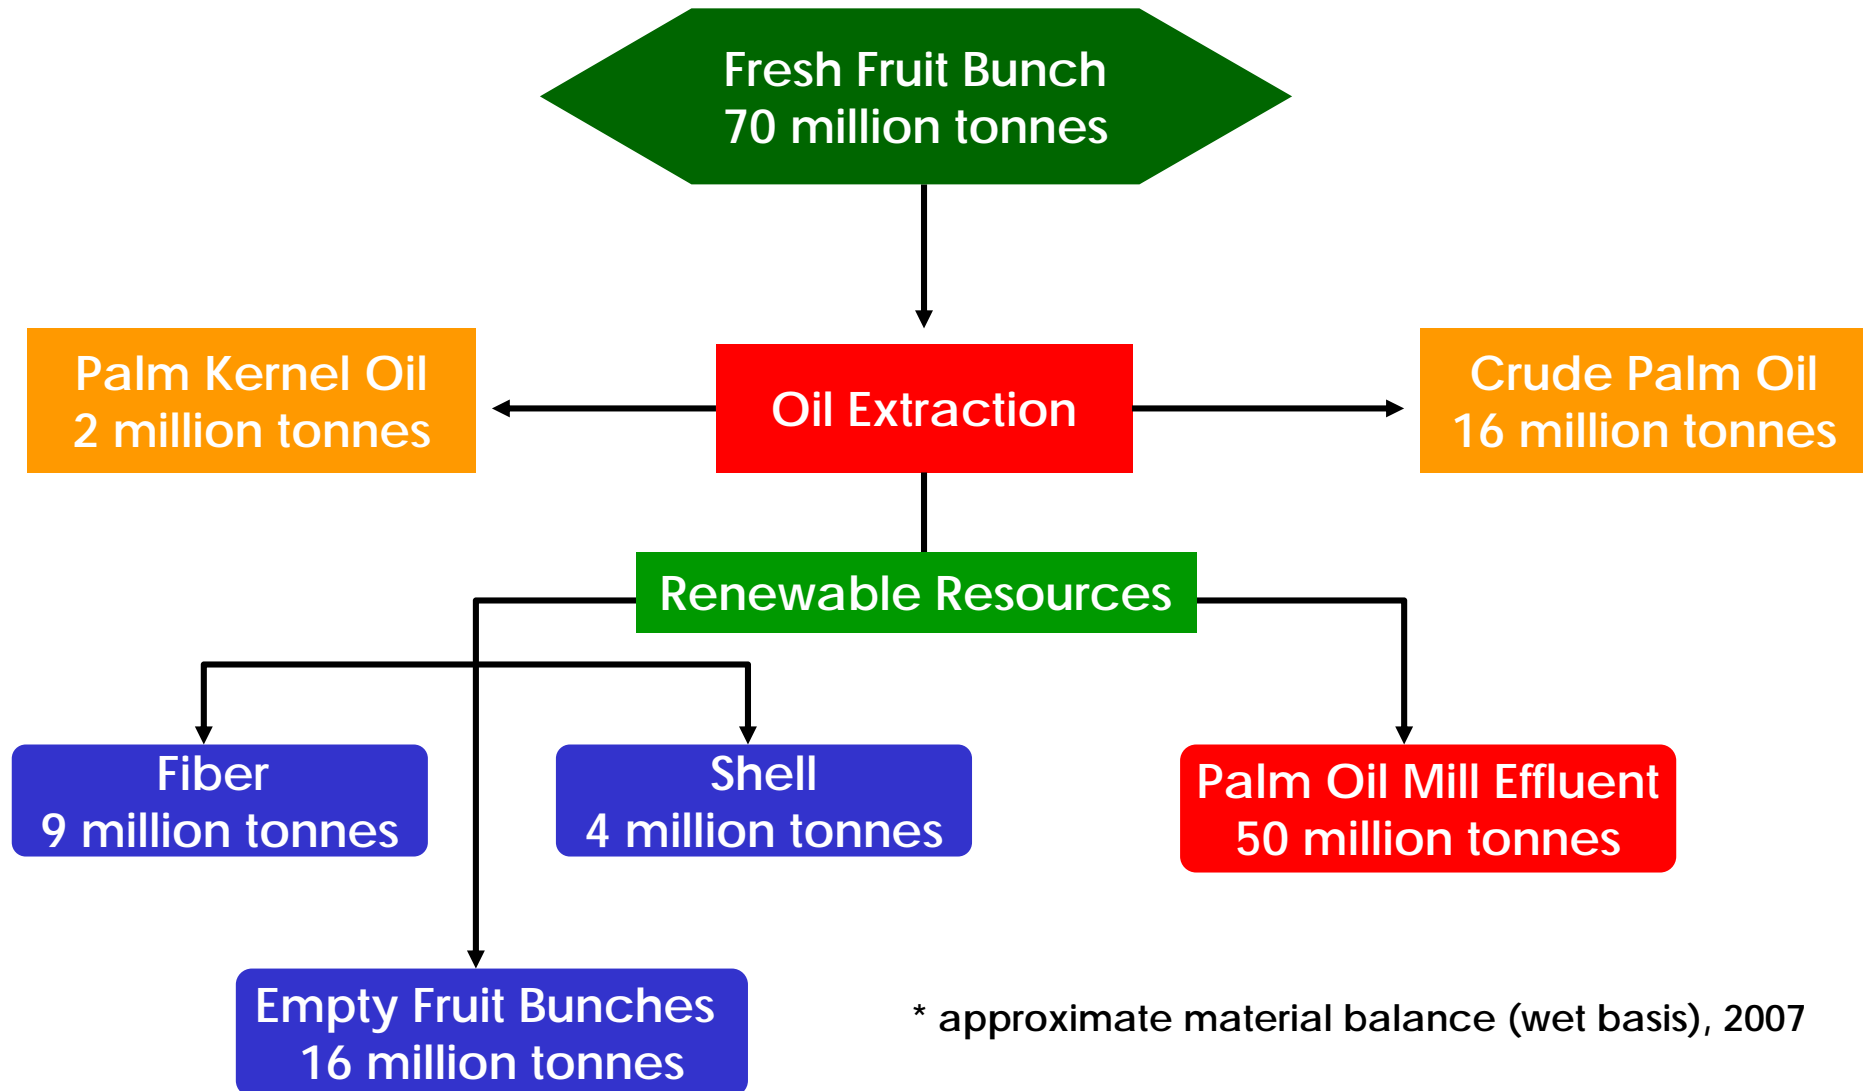 Fresh Fruit Bunch
70 million tonnes
Palm Kernel Oil
2 million tonnes
Oil Extraction
Crude Palm Oil
16 million tonnes
Renewable Resources
Fiber
9 million tonnes
Shell
4 million tonnes
Palm Oil Mill Effluent
50 million tonnes
Empty Fruit Bunches
16 million tonnes
* approximate material balance (wet basis), 2007